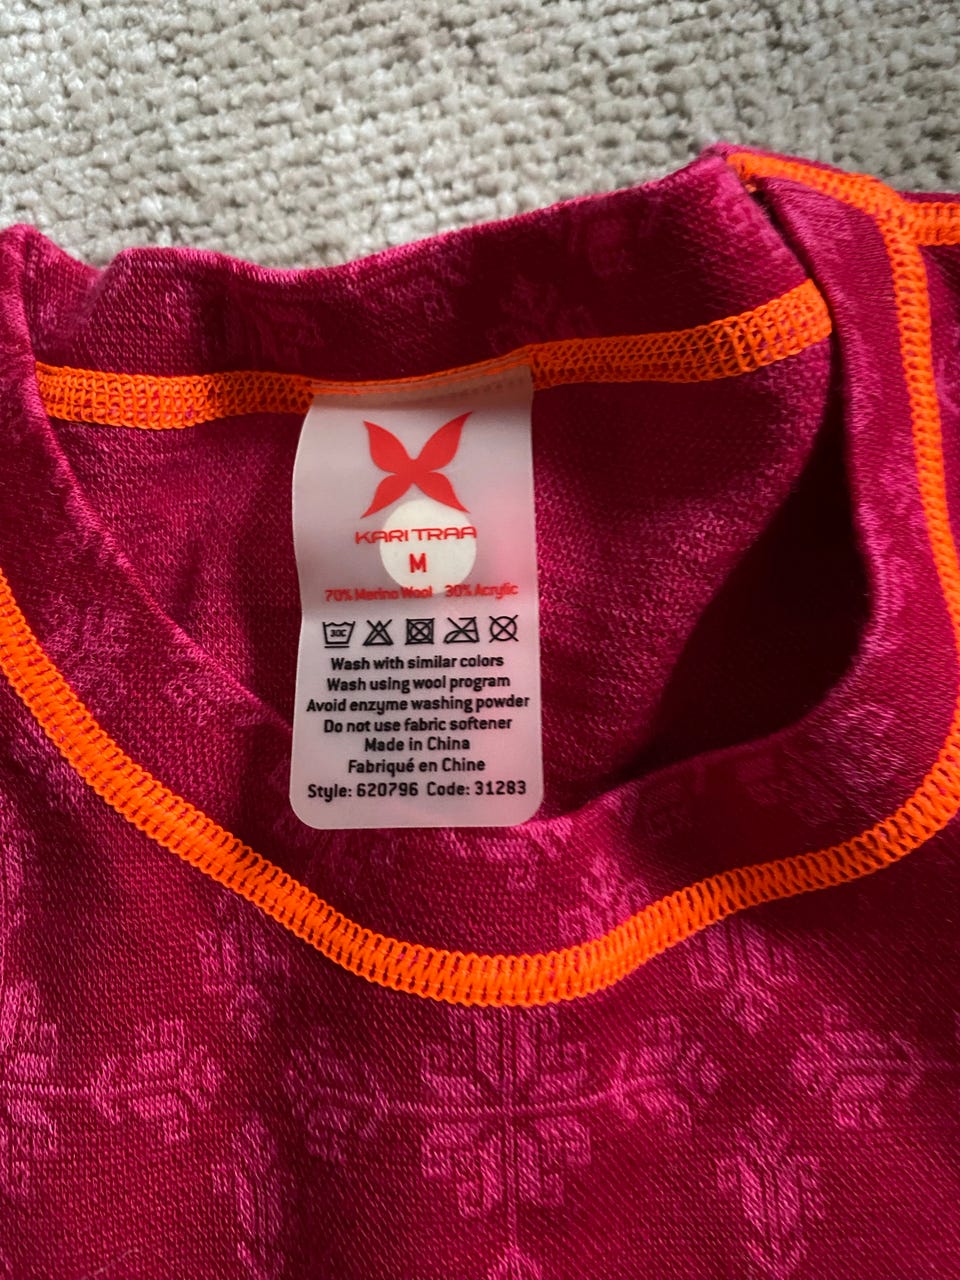 KARI TRAA
M
70% Merino Wool 30% Acrylic
30C
Wash with similar colors
Wash using wool program
Avoid enzyme washing powder
Do not use fabric softener
Made in China
Fabriqué en Chine
Style: 620796 Code: 31283